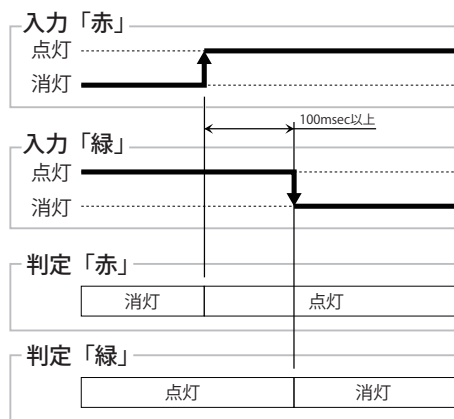 入力「赤」
点灯
消灯
100msec以上
入力「緑」
点灯
消灯
判定「赤」
消灯 点灯
判定「緑」
点灯 消灯